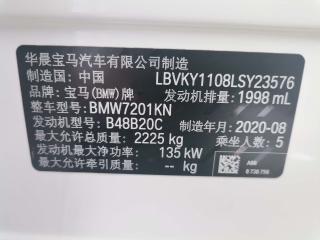 华晨宝马汽车有限公司制造
制造国：中国 LBVKY1108LSY23576
品牌：宝马(BMW)牌 发动机排量：1998 mL
整车型号：BMW7201KN
发动机型号：B48B20C 制造年月：2020-08
最大允许总质量：2225 kg 乘坐人数：5
发动机最大净功率：135 kW
最大允许牵引质量：-- kg